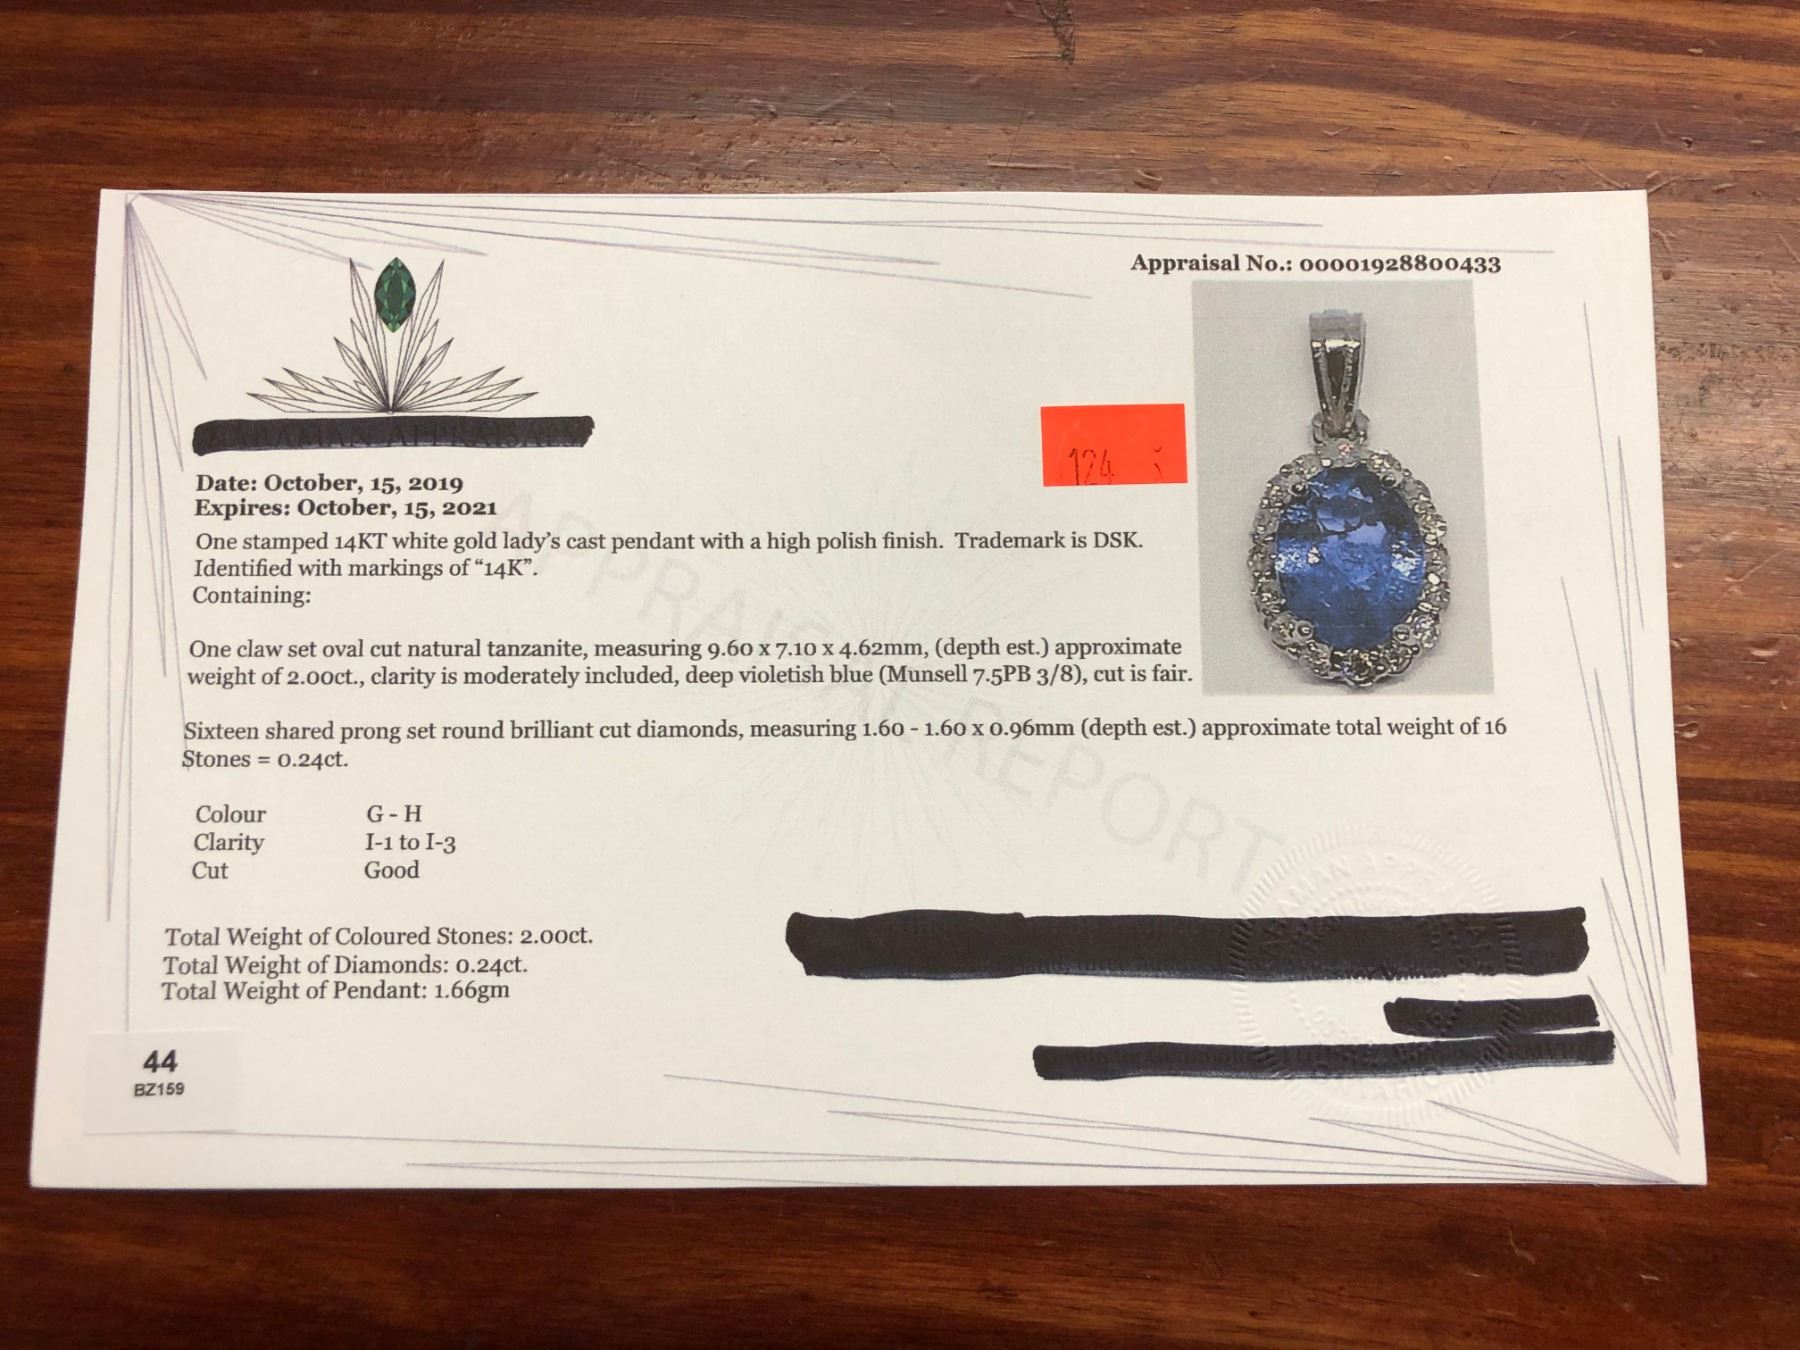 Appraisal No.: 00001928800433
124
Date: October, 15, 2019
Expires: October, 15, 2021
One stamped 14KT white gold lady's cast pendant with a high polish finish. Trademark is DSK.
Identified with markings of "14K".
Containing:
One claw set oval cut natural tanzanite, measuring 9.60 x 7.10 x 4.62mm, (depth est.) approximate
weight of 2.00ct., clarity is moderately included, deep violetish blue (Munsell 7.5PB 3/8), cut is fair.
Sixteen shared prong set round brilliant cut diamonds, measuring 1.60 - 1.60 x 0.96mm (depth est.) approximate total weight of 16
Stones = 0.24ct.
Colour G - H
Clarity I-1 to I-3
Cut Good
Total Weight of Coloured Stones: 2.00ct.
Total Weight of Diamonds: 0.24ct.
Total Weight of Pendant: 1.66gm
44
BZ159
APPRAISAL REPORT